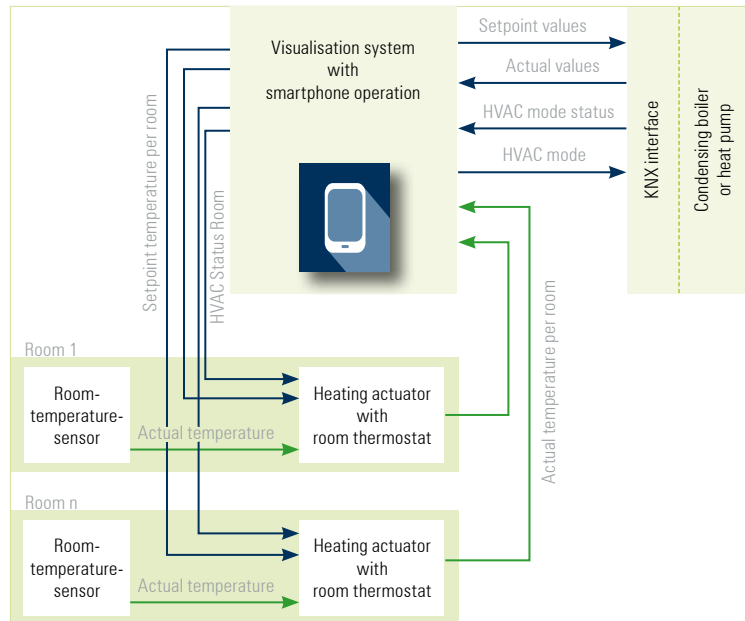 Visualisation system
with
smartphone operation
Setpoint values
Actual values
HVAC mode status
HVAC mode
KNX interface
Condensing boiler
or heat pump
Setpoint temperature per room
HVAC Status Room
Actual temperature per room
Room 1
Room-
temperature-
sensor
Actual temperature
Heating actuator
with
room thermostat
Room n
Room-
temperature-
sensor
Actual temperature
Heating actuator
with
room thermostat